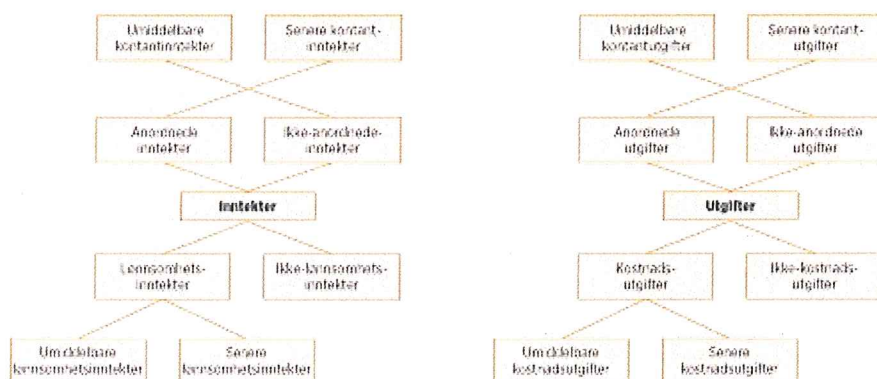 Umiddelbare
kontantinntekter
Senere kontant-
inntekter
Umiddelbare
kontantutgifter
Senere kontant-
utgifter
Anordnede
inntekter
Ikke-anordnede-
inntekter
Anordnede
utgifter
Ikke-anordnede
utgifter
Inntekter
Utgifter
Lønnsomhets-
inntekter
Ikke-lønnsomhets-
inntekter
Kostnads-
utgifter
Ikke-kostnads-
utgifter
Umiddelbare
lønnsomhetsinntekter
Senere
lønnsomhetsinntekter
Umiddelbare
kostnadsutgifter
Senere
kostnadsutgifter